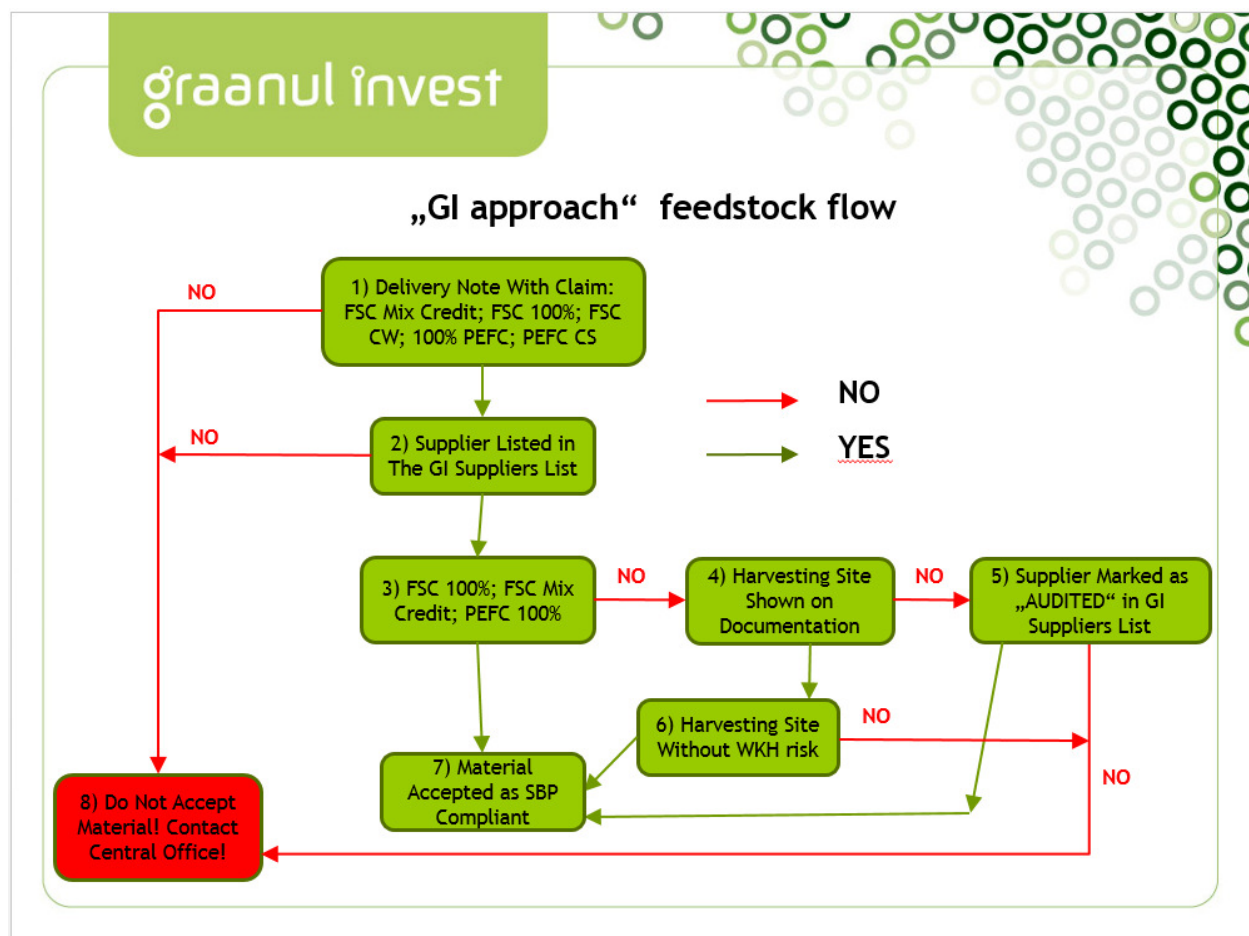 graanul invest
„GI approach“ feedstock flow
NO
1) Delivery Note With Claim:
FSC Mix Credit; FSC 100%; FSC
CW; 100% PEFC; PEFC CS
NO
YES
NO
2) Supplier Listed in
The GI Suppliers List
3) FSC 100%; FSC Mix
Credit; PEFC 100%
NO
4) Harvesting Site
Shown on
Documentation
NO
5) Supplier Marked as
„AUDITED“ in GI
Suppliers List
6) Harvesting Site
Without WKH risk
NO
7) Material
Accepted as SBP
Compliant
NO
8) Do Not Accept
Material! Contact
Central Office!